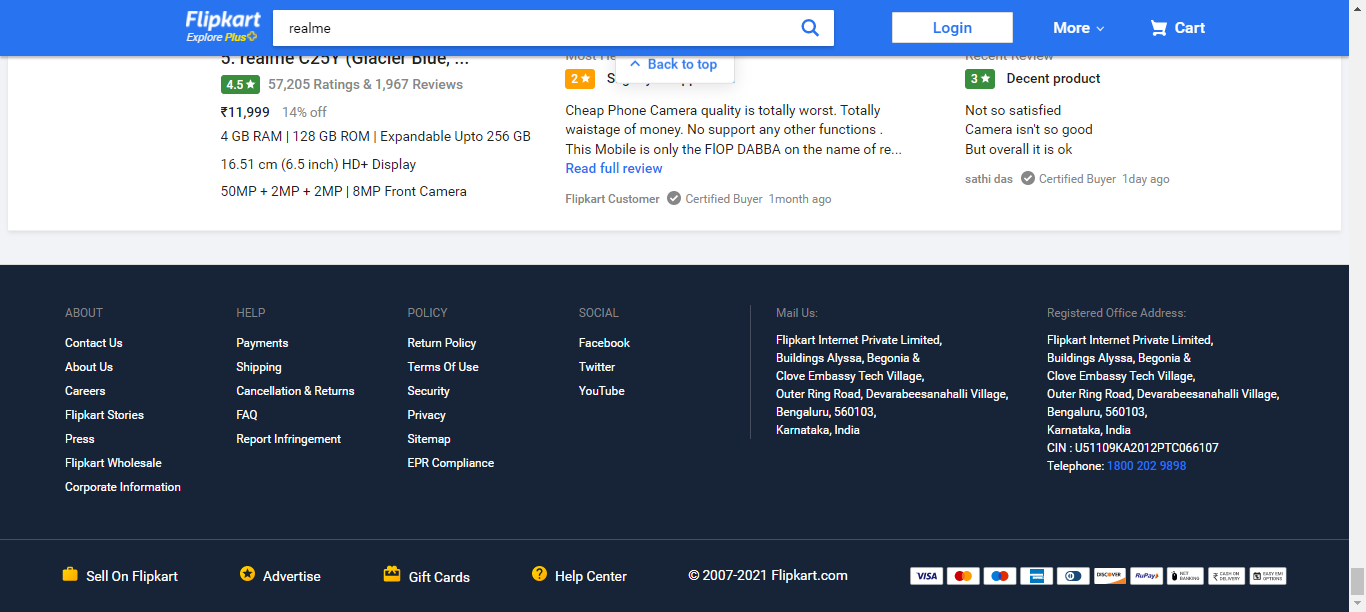 Flipkart
Explore Plus
realme
Login
More
Cart
5. realme C25Y (Glacier Blue, ...
4.5 57,205 Ratings & 1,967 Reviews
₹11,999 14% off
4 GB RAM | 128 GB ROM | Expandable Upto 256 GB
16.51 cm (6.5 inch) HD+ Display
50MP + 2MP + 2MP | 8MP Front Camera
Back to top
2
Cheap Phone Camera quality is totally worst. Totally
waistage of money. No support any other functions .
This Mobile is only the FlOP DABBA on the name of re...
Read full review
Flipkart Customer Certified Buyer 1month ago
Recent Review
3 Decent product
Not so satisfied
Camera isn't so good
But overall it is ok
sathi das Certified Buyer 1day ago
ABOUT
Contact Us
About Us
Careers
Flipkart Stories
Press
Flipkart Wholesale
Corporate Information
HELP
Payments
Shipping
Cancellation & Returns
FAQ
Report Infringement
POLICY
Return Policy
Terms Of Use
Security
Privacy
Sitemap
EPR Compliance
SOCIAL
Facebook
Twitter
YouTube
Mail Us:
Flipkart Internet Private Limited,
Buildings Alyssa, Begonia &
Clove Embassy Tech Village,
Outer Ring Road, Devarabeesanahalli Village,
Bengaluru, 560103,
Karnataka, India
Registered Office Address:
Flipkart Internet Private Limited,
Buildings Alyssa, Begonia &
Clove Embassy Tech Village,
Outer Ring Road, Devarabeesanahalli Village,
Bengaluru, 560103,
Karnataka, India
CIN : U51109KA2012PTC066107
Telephone: 1800 202 9898
Sell On Flipkart
Advertise
Gift Cards
Help Center
© 2007-2021 Flipkart.com
VISA
DISCOVER
RuPay
NET BANKING
CASH ON DELIVERY
EASY EMI OPTIONS